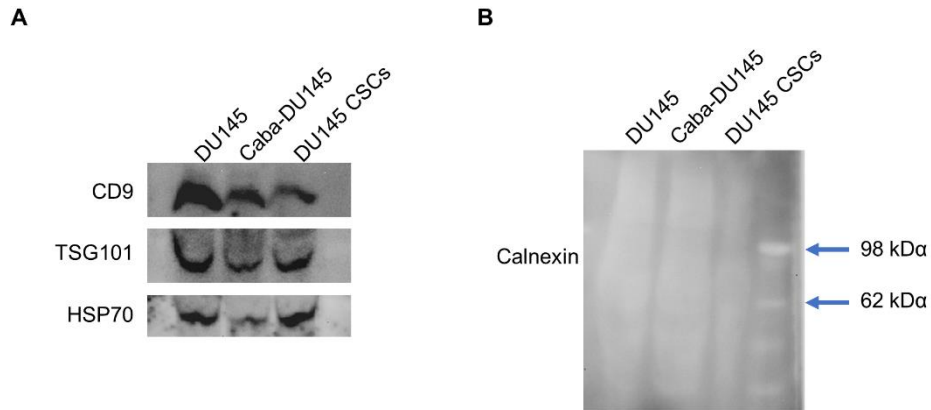 A
DU145
Caba-DU145
DU145 CSCs
CD9
TSG101
HSP70
B
DU145
Caba-DU145
DU145 CSCs
Calnexin
98 kDα
62 kDα